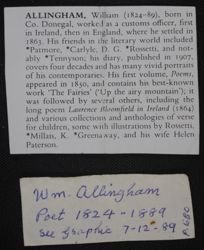 ALLINGHAM, William (1824–89), born in
Co. Donegal, worked as a customs officer, first
in Ireland, then in England, where he settled in
1863. His friends in the literary world included
*Patmore, *Carlyle, D. G. *Rossetti, and not-
ably *Tennyson; his diary, published in 1907,
covers four decades and has many vivid portraits
of his contemporaries. His first volume, Poems,
appeared in 1850, and contains his best-known
work 'The Fairies' ('Up the airy mountain'); it
was followed by several others, including the
long poem Laurence Bloomfield in Ireland (1864)
and various collections and anthologies of verse
for children, some with illustrations by Rossetti,
*Millais, K. *Greenaway, and his wife Helen
Paterson.
Wm. Allingham
Poet 1824-1889
See Graphic 7-12-89